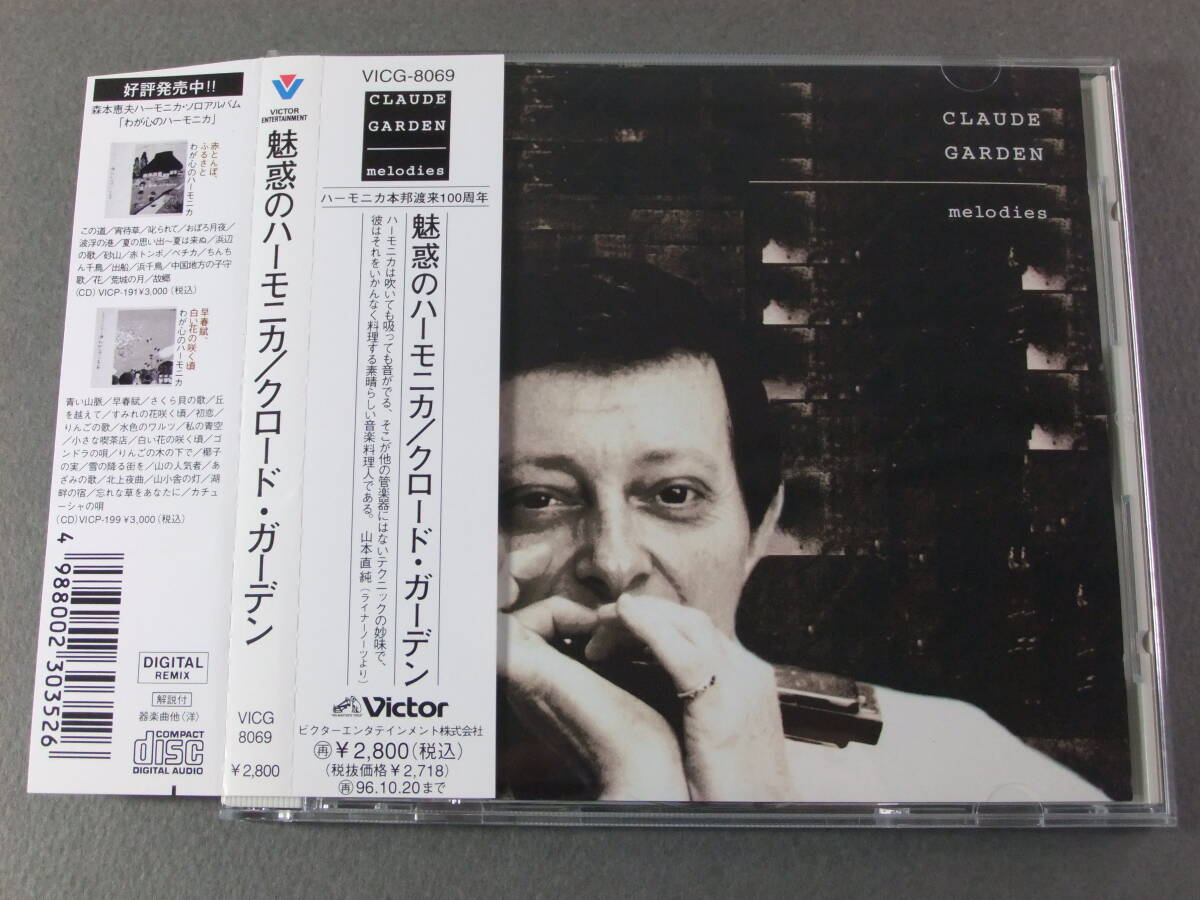 好評発売中!!
森本恵夫ハーモニカ・ソロアルバム
「わが心のハーモニカ」
赤とんぼ、
ふるさと
わが心のハーモニカ
この道／宵待草／叱られて／おぼろ月夜／
波浮の港／夏の思い出〜夏は来ぬ／浜辺
の歌／砂山／赤トンボ／ペチカ／ちんち
ん千鳥／出船／浜千鳥／中国地方の子守
歌／花／荒城の月／故郷
(CD) VICP-191 ¥3,000 (税込)
早春賦、
白い花の咲く頃
わが心のハーモニカ
青い山脈／早春賦／さくら貝の歌／丘
を越えて／すみれの花咲く頃／初恋／
りんごの歌／水色のワルツ／私の青空
／小さな喫茶店／白い花の咲く頃／ゴ
ンドラの唄／りんごの木の下で／椰子
の実／雪の降る街を／山の人気者／あ
ざみの歌／北上夜曲／山小舎の灯／湖
畔の宿／忘れな草をあなたに／カチュ
ーシャの唄
(CD) VICP-199 ¥3,000 (税込)
4 988002 303526
DIGITAL
REMIX
解説付
器楽曲他(洋)
COMPACT
disc
DIGITAL AUDIO
VICTOR
ENTERTAINMENT
魅惑のハーモニカ／クロード・ガーデン
VICG
8069
¥2,800
VICG-8069
CLAUDE
GARDEN
melodies
ハーモニカ本邦渡来100周年
魅惑のハーモニカ／クロード・ガーデン
ハーモニカは吹いても吸っても音がでる、そこが他の管楽器にはないテクニックの妙味で、
彼はそれをいかんなく料理する素晴らしい音楽料理人である。 山本直純(ライナーノーツより)
Victor
ビクターエンタテインメント株式会社
再¥2,800(税込)
(税抜価格¥2,718)
再96.10.20まで
CLAUDE
GARDEN
melodies